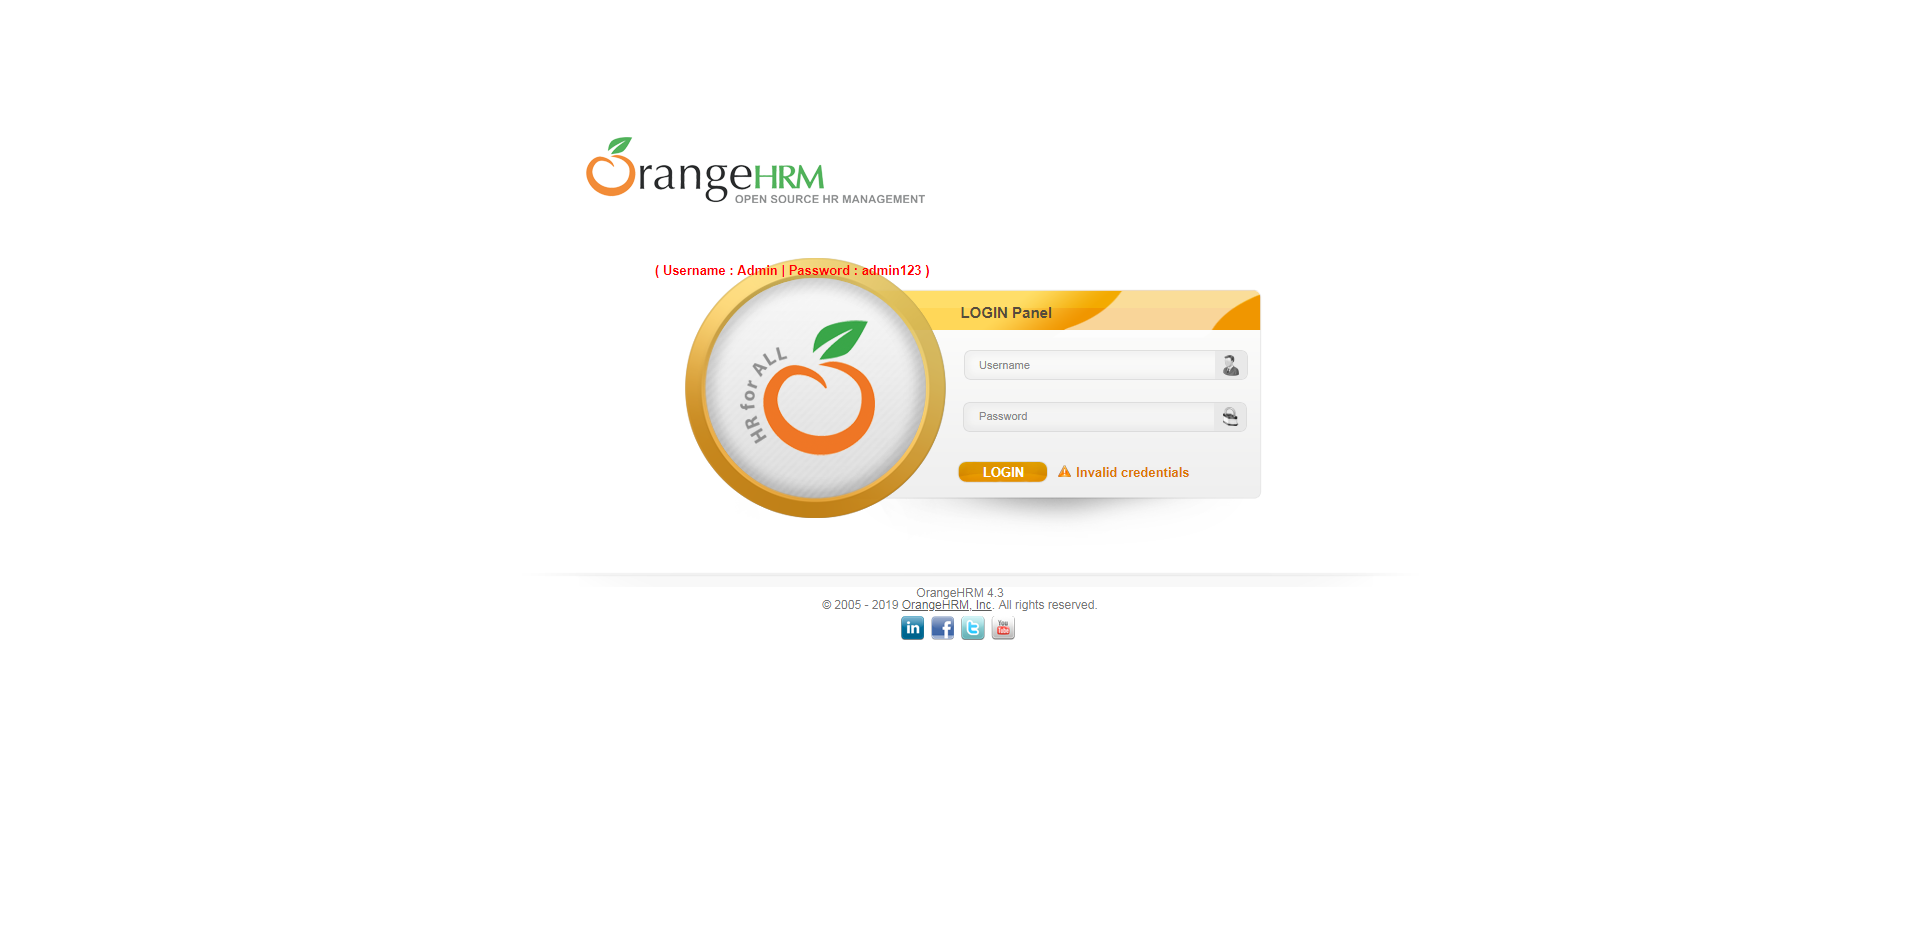 OrangeHRM
OPEN SOURCE HR MANAGEMENT
( Username : Admin | Password : admin123 )
LOGIN Panel
HR for ALL
Username
Password
LOGIN
Invalid credentials
OrangeHRM 4.3
© 2005 - 2019 OrangeHRM, Inc. All rights reserved.
in f t You Tube